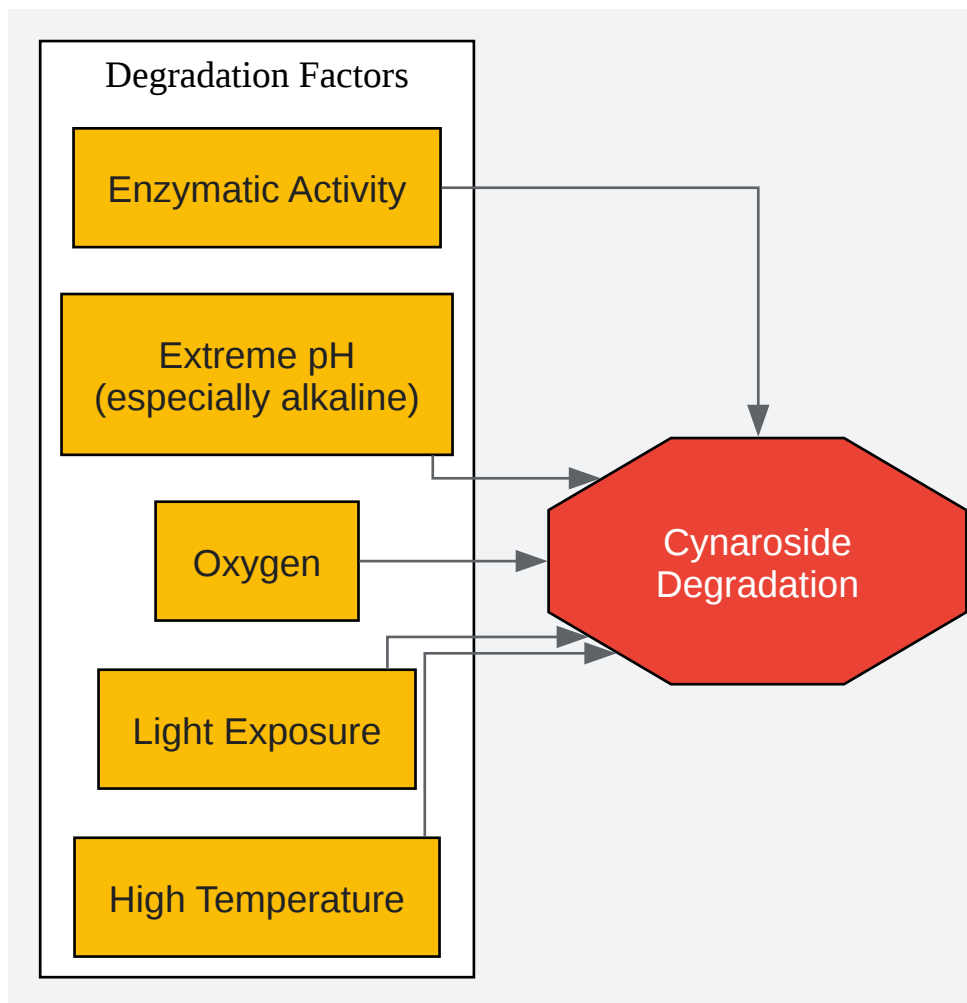 Degradation Factors
Enzymatic Activity
Extreme pH
(especially alkaline)
Oxygen
Light Exposure
High Temperature
Cynaroside
Degradation